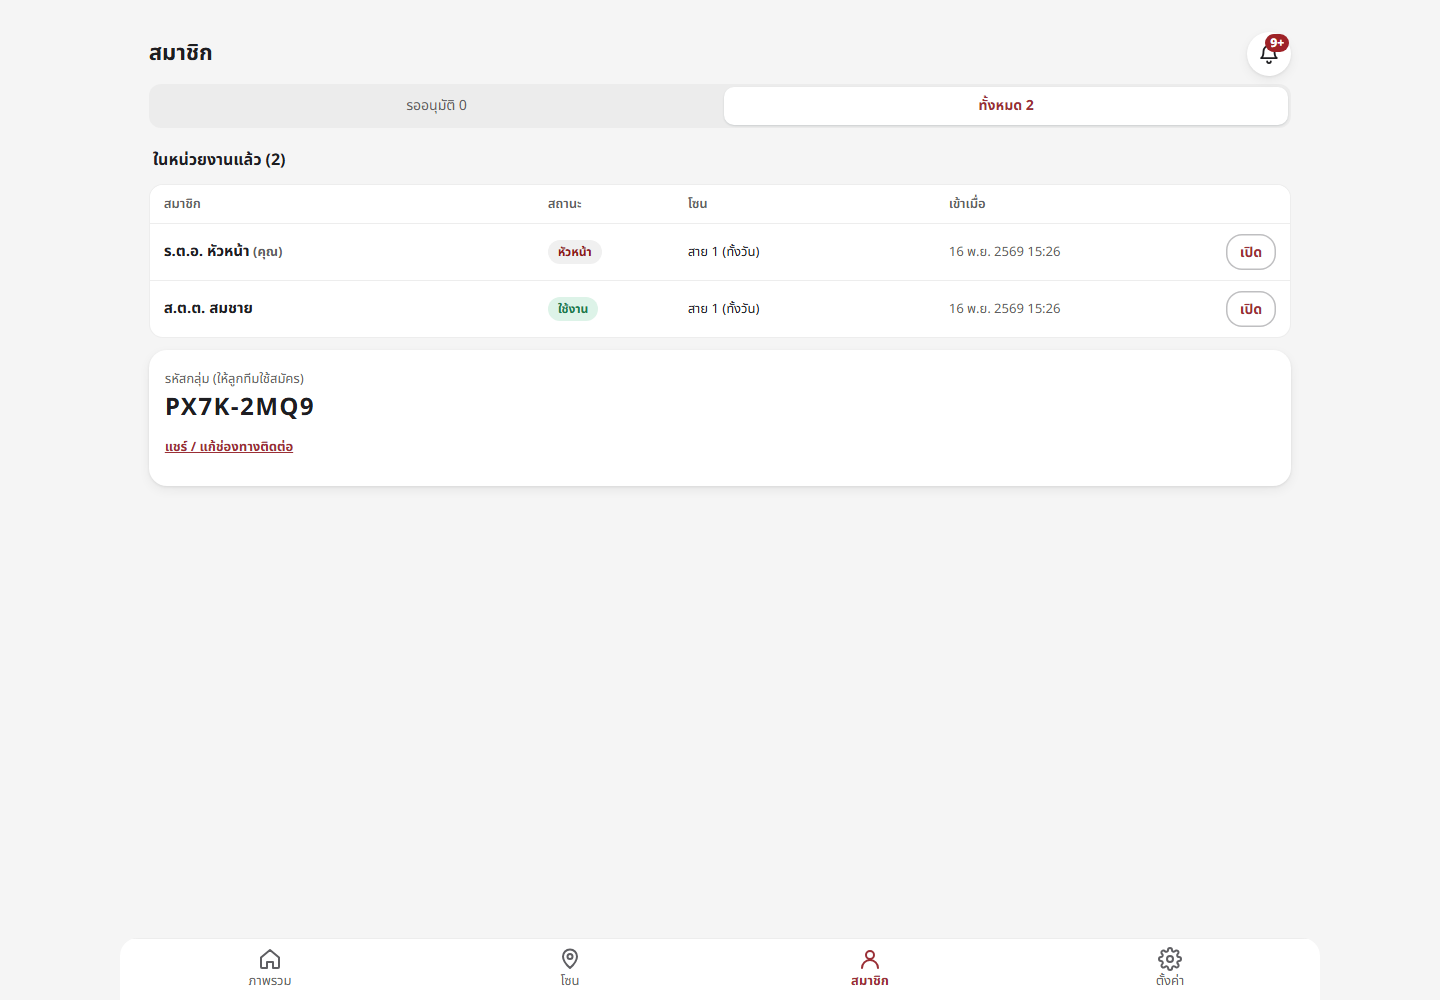 สมาชิก
9+
รออนุมัติ 0
ทั้งหมด 2
ในหน่วยงานแล้ว (2)
สมาชิก สถานะ โซน เข้าเมื่อ
ร.ต.อ. หัวหน้า (คุณ) หัวหน้า สาย 1 (ทั้งวัน) 16 พ.ย. 2569 15:26 เปิด
ส.ต.ต. สมชาย ใช้งาน สาย 1 (ทั้งวัน) 16 พ.ย. 2569 15:26 เปิด
รหัสกลุ่ม (ให้ลูกทีมใช้สมัคร)
PX7K-2MQ9
แชร์ / แก้ช่องทางติดต่อ
ภาพรวม โซน สมาชิก ตั้งค่า